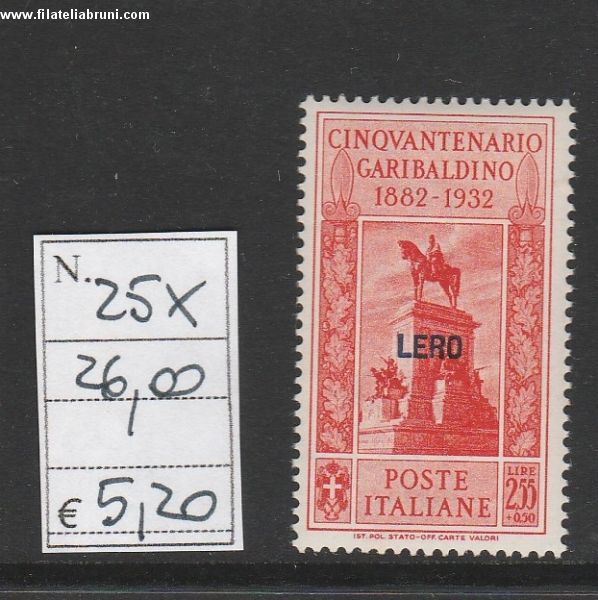 www.filateliabruni.com
N. 25X
26,00
1
€ 5,20
CINQVANTENARIO
GARIBALDINO
1882-1932
LERO
POSTE
ITALIANE
LIRE
2,55
+0,50
IST. POL. STATO-OFF. CARTE VALORI